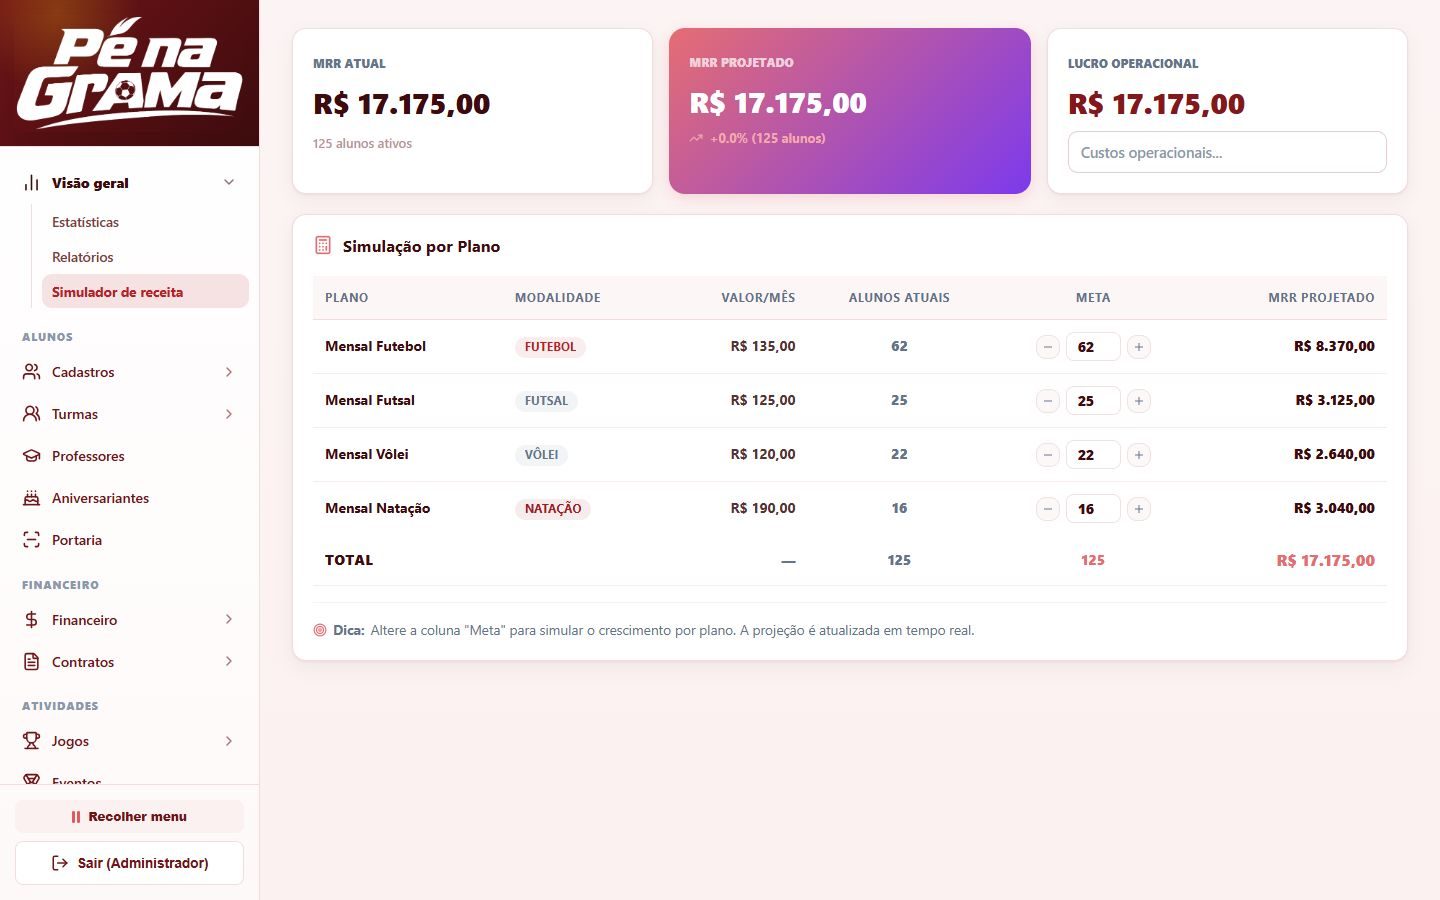 Pé na
Grama
Visão geral
Estatísticas
Relatórios
Simulador de receita
ALUNOS
Cadastros
Turmas
Professores
Aniversariantes
Portaria
FINANCEIRO
Financeiro
Contratos
ATIVIDADES
Jogos
Eventos
Recolher menu
Sair (Administrador)
MRR ATUAL
R$ 17.175,00
125 alunos ativos
MRR PROJETADO
R$ 17.175,00
+0.0% (125 alunos)
LUCRO OPERACIONAL
R$ 17.175,00
Custos operacionais...
Simulação por Plano
PLANO MODALIDADE VALOR/MÊS ALUNOS ATUAIS META MRR PROJETADO
Mensal Futebol FUTEBOL R$ 135,00 62 − 62 + R$ 8.370,00
Mensal Futsal FUTSAL R$ 125,00 25 − 25 + R$ 3.125,00
Mensal Vôlei VÔLEI R$ 120,00 22 − 22 + R$ 2.640,00
Mensal Natação NATAÇÃO R$ 190,00 16 − 16 + R$ 3.040,00
TOTAL — 125 125 R$ 17.175,00
Dica: Altere a coluna "Meta" para simular o crescimento por plano. A projeção é atualizada em tempo real.